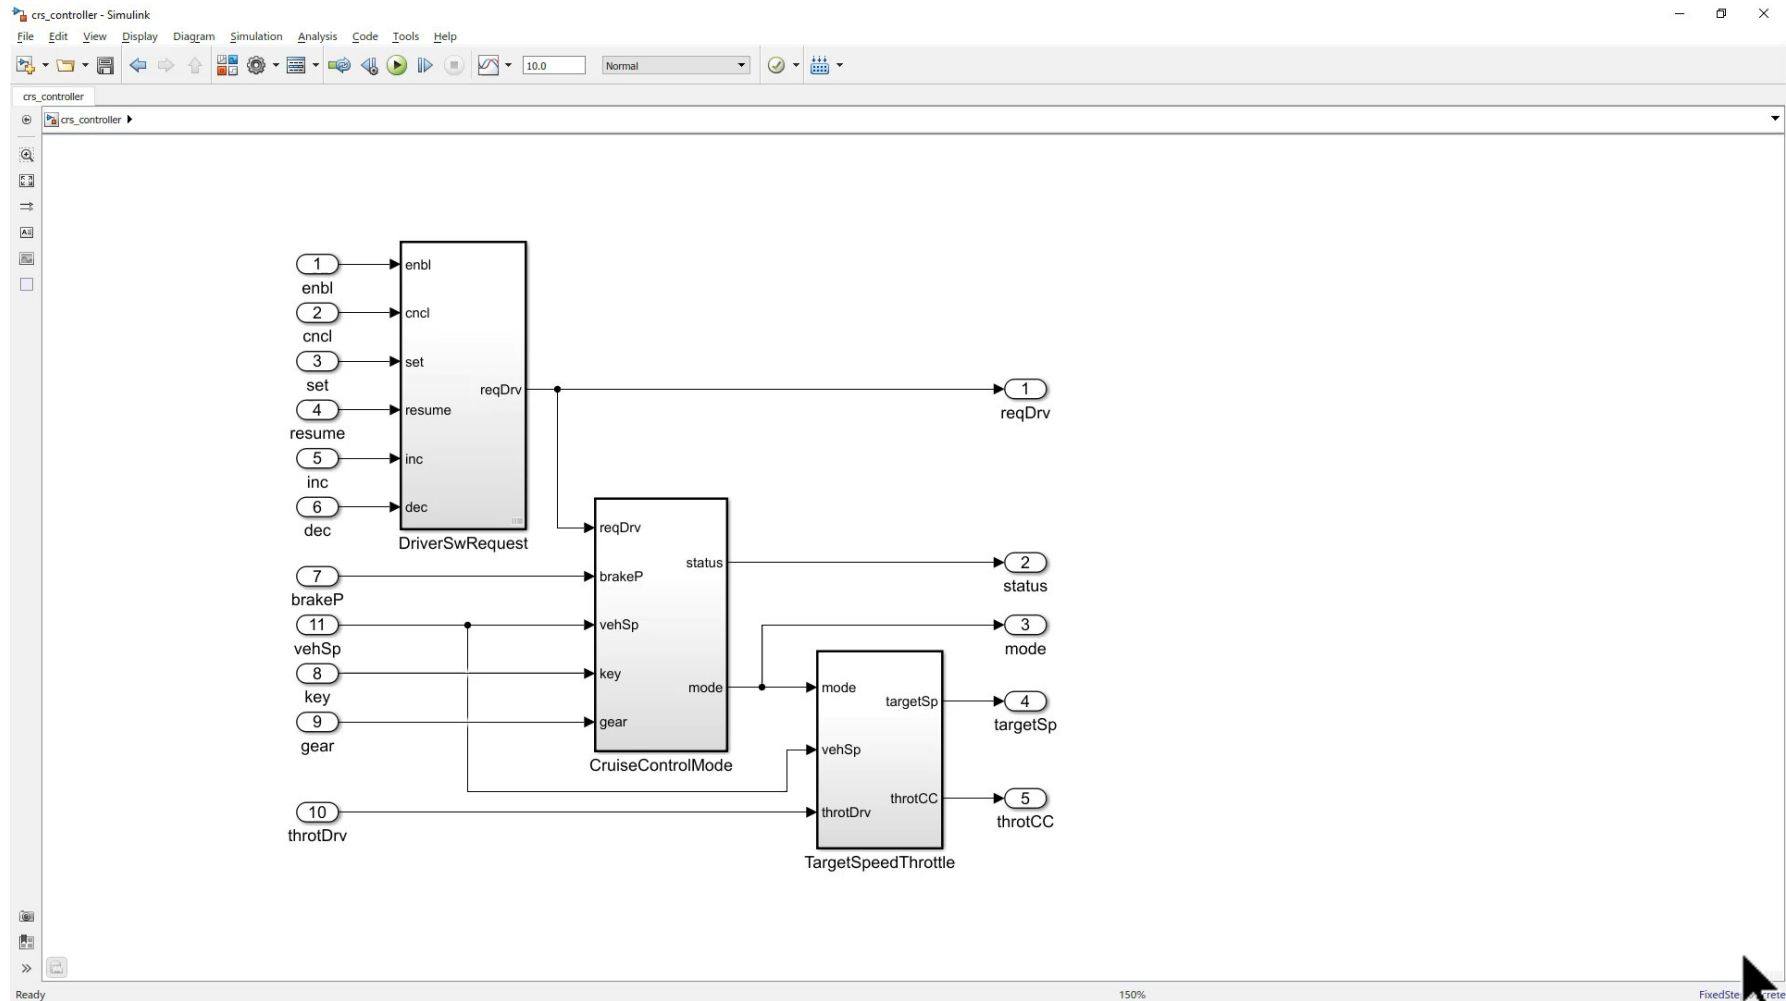 crs_controller - Simulink
File Edit View Display Diagram Simulation Analysis Code Tools Help
10.0 Normal
crs_controller
crs_controller
1
enbl
2
cncl
3
set
4
resume
5
inc
6
dec
enbl
cncl
set
resume
inc
dec
reqDrv
DriverSwRequest
1
reqDrv
7
brakeP
11
vehSp
8
key
9
gear
reqDrv
brakeP
vehSp
key
gear
status
mode
CruiseControlMode
2
status
3
mode
10
throtDrv
mode
vehSp
throtDrv
targetSp
throtCC
TargetSpeedThrottle
4
targetSp
5
throtCC
Ready 150%